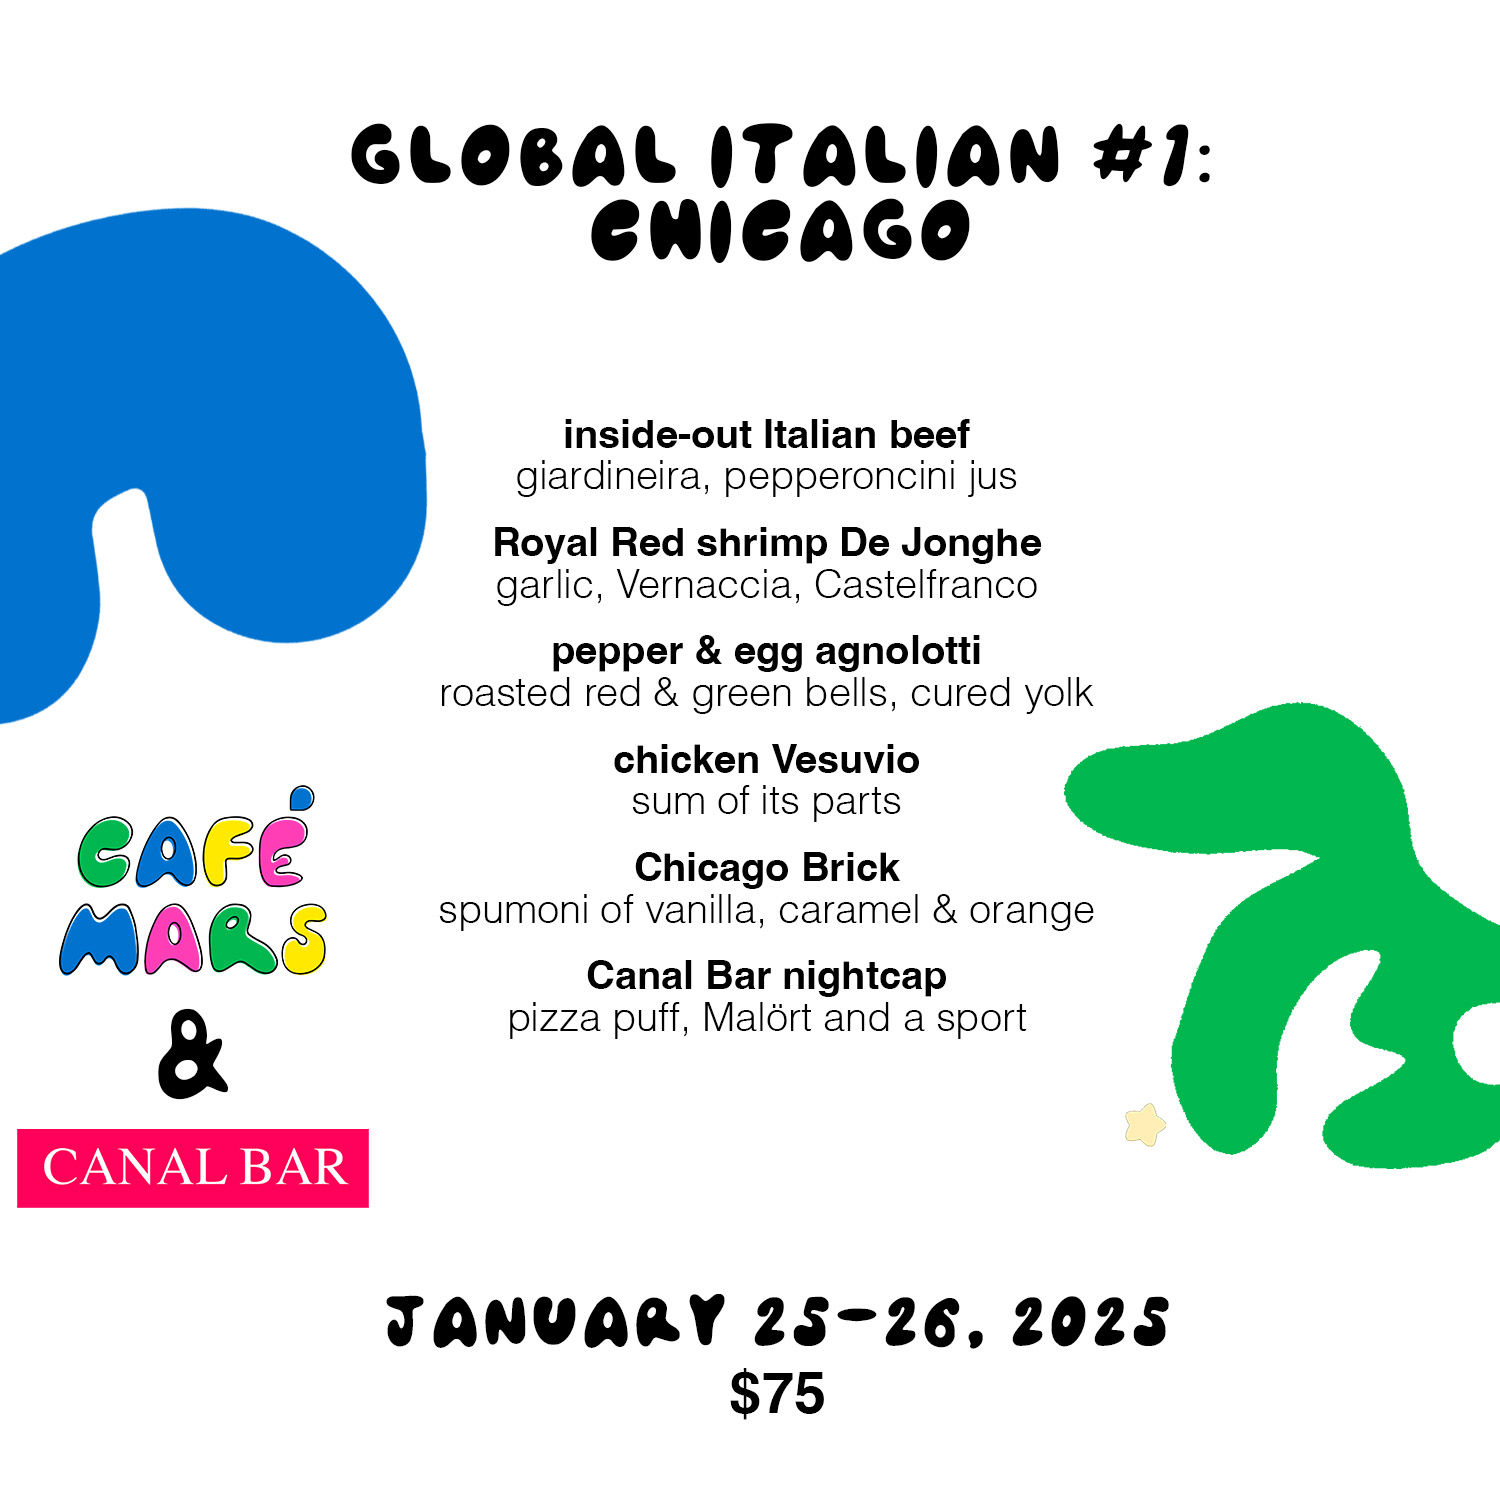 GLOBAL ITALIAN #1:
CHICAGO
inside-out Italian beef
giardineira, pepperoncini jus
Royal Red shrimp De Jonghe
garlic, Vernaccia, Castelfranco
pepper & egg agnolotti
roasted red & green bells, cured yolk
chicken Vesuvio
sum of its parts
Chicago Brick
spumoni of vanilla, caramel & orange
Canal Bar nightcap
pizza puff, Malört and a sport
CAFÉ
MARS
&
CANAL BAR
JANUARY 25-26, 2025
$75